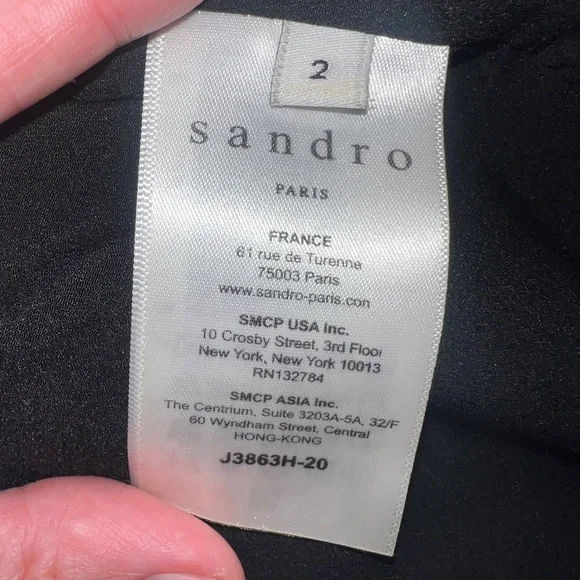 2
sandro
PARIS
FRANCE
61 rue de Turenne
75003 Paris
www.sandro-paris.con
SMCP USA Inc.
10 Crosby Street, 3rd Floor
New York, New York 10013
RN132784
SMCP ASIA Inc.
The Centrium, Suite 3203A-5A, 32/F
60 Wyndham Street, Central
HONG-KONG
J3863H-20